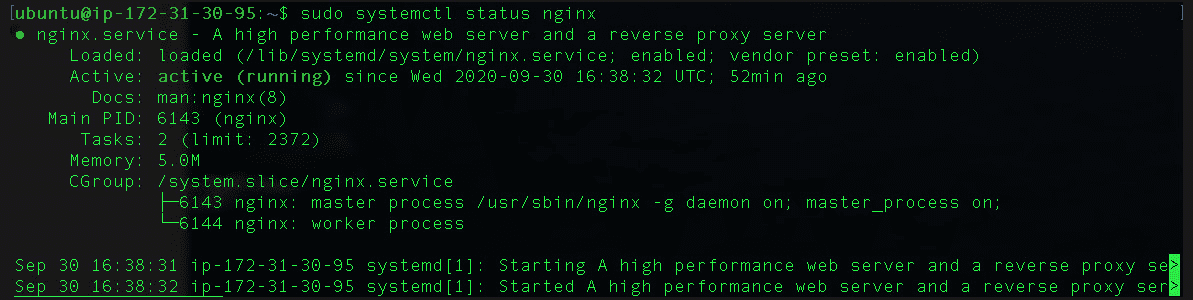 [ubuntu@ip-172-31-30-95:~$ sudo systemctl status nginx ]
● nginx.service - A high performance web server and a reverse proxy server
Loaded: loaded (/lib/systemd/system/nginx.service; enabled; vendor preset: enabled)
Active: active (running) since Wed 2020-09-30 16:38:32 UTC; 52min ago
Docs: man:nginx(8)
Main PID: 6143 (nginx)
Tasks: 2 (limit: 2372)
Memory: 5.0M
CGroup: /system.slice/nginx.service
├─6143 nginx: master process /usr/sbin/nginx -g daemon on; master_process on;
└─6144 nginx: worker process
Sep 30 16:38:31 ip-172-31-30-95 systemd[1]: Starting A high performance web server and a reverse proxy se>
Sep 30 16:38:32 ip-172-31-30-95 systemd[1]: Started A high performance web server and a reverse proxy ser>